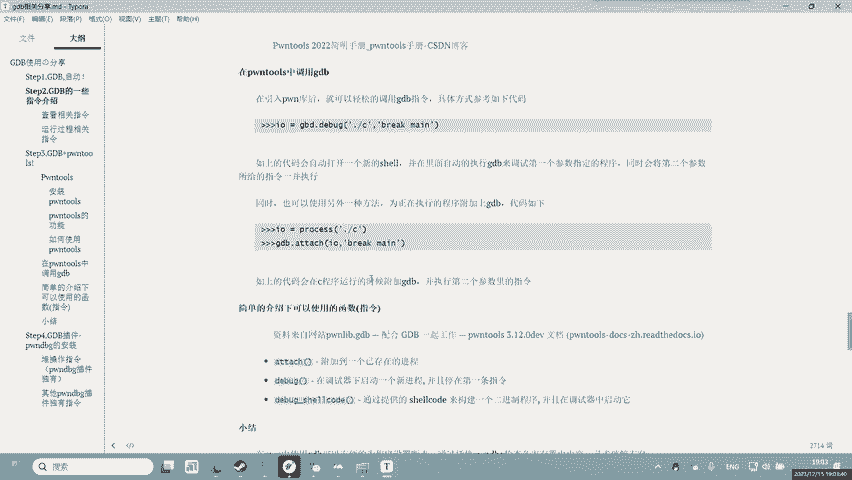 gdb相关分享.md - Typora
文件(F) 编辑(E) 段落(P) 格式(O) 视图(V) 主题(T) 帮助(H)
文件 大纲
GDB使用の分享
Step1.GDB,启动！
Step2.GDB的一些
指令介绍
查看相关指令
运行过程相关
指令
Step3.GDB+pwntoo
ls!
Pwntools
安装
pwntools
pwntools的
功能
如何使用
pwntools
在pwntools中
调用gdb
简单的介绍下
可以使用的函
数(指令)
小结
Step4.GDB插件-
pwndbg的安装
堆操作指令
（pwndbg插件
独有）
其他pwndbg插
件独有指令
Pwntools 2022简明手册_pwntools手册-CSDN博客
在pwntools中调用gdb
在引入pwn库后，就可以轻松的调用gdb指令，具体方式参考如下代码
>>>io = gbd.debug('./c','break main')
如上的代码会自动打开一个新的shell，并在里面自动的执行gdb来调试第一个参数指定的程序，同时会将第二个参数
所给的指令一并执行
同时，也可以使用另外一种方法，为正在执行的程序附加上gdb，代码如下
>>>io = process('./c')
>>>gdb.attach(io,'break main')
如上的代码会在c程序运行的时候附加gdb，并执行第二个参数里的指令
简单的介绍下可以使用的函数(指令)
资料来自网站pwnlib.gdb — 配合 GDB 一起工作 — pwntools 3.12.0dev 文档 (pwntools-docs-zh.readthedocs.io)
attach() - 附加到一个已存在的进程
debug() - 在调试器下启动一个新进程, 并且停在第一条指令
debug_shellcode() - 通过提供的 shellcode 来构建一个二进制程序, 并且在调试器中启动它
小结
2714 词
搜索
ENG
19:03
2023/12/15